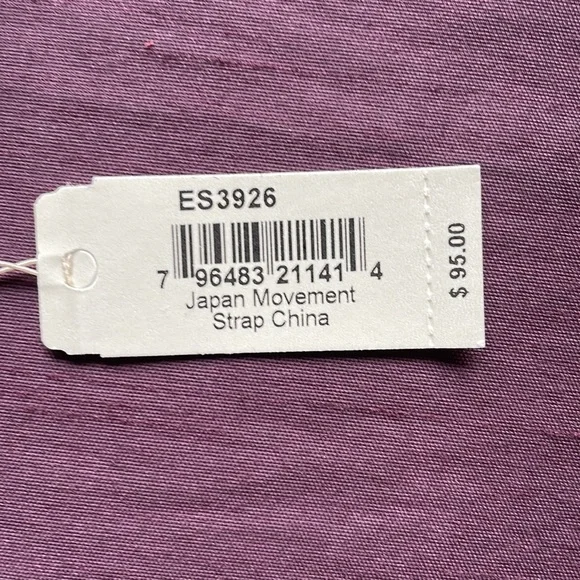 ES3926
7 96483 21141 4
Japan Movement
Strap China
$ 95.00